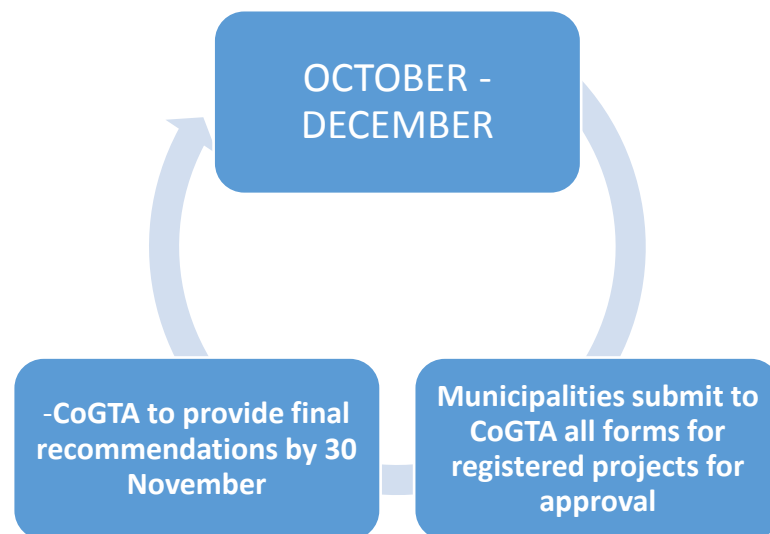 OCTOBER -
DECEMBER
Municipalities submit to
CoGTA all forms for
registered projects for
approval
-CoGTA to provide final
recommendations by 30
November